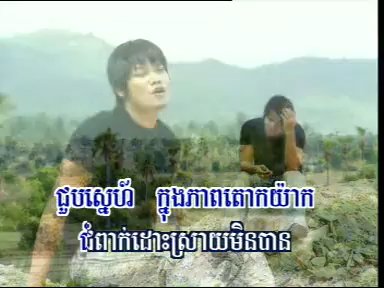 ជួបស្នេហ៍ ក្នុងភាពតោកយ៉ាក
ជំពាក់ដោះស្រាយមិនបាន